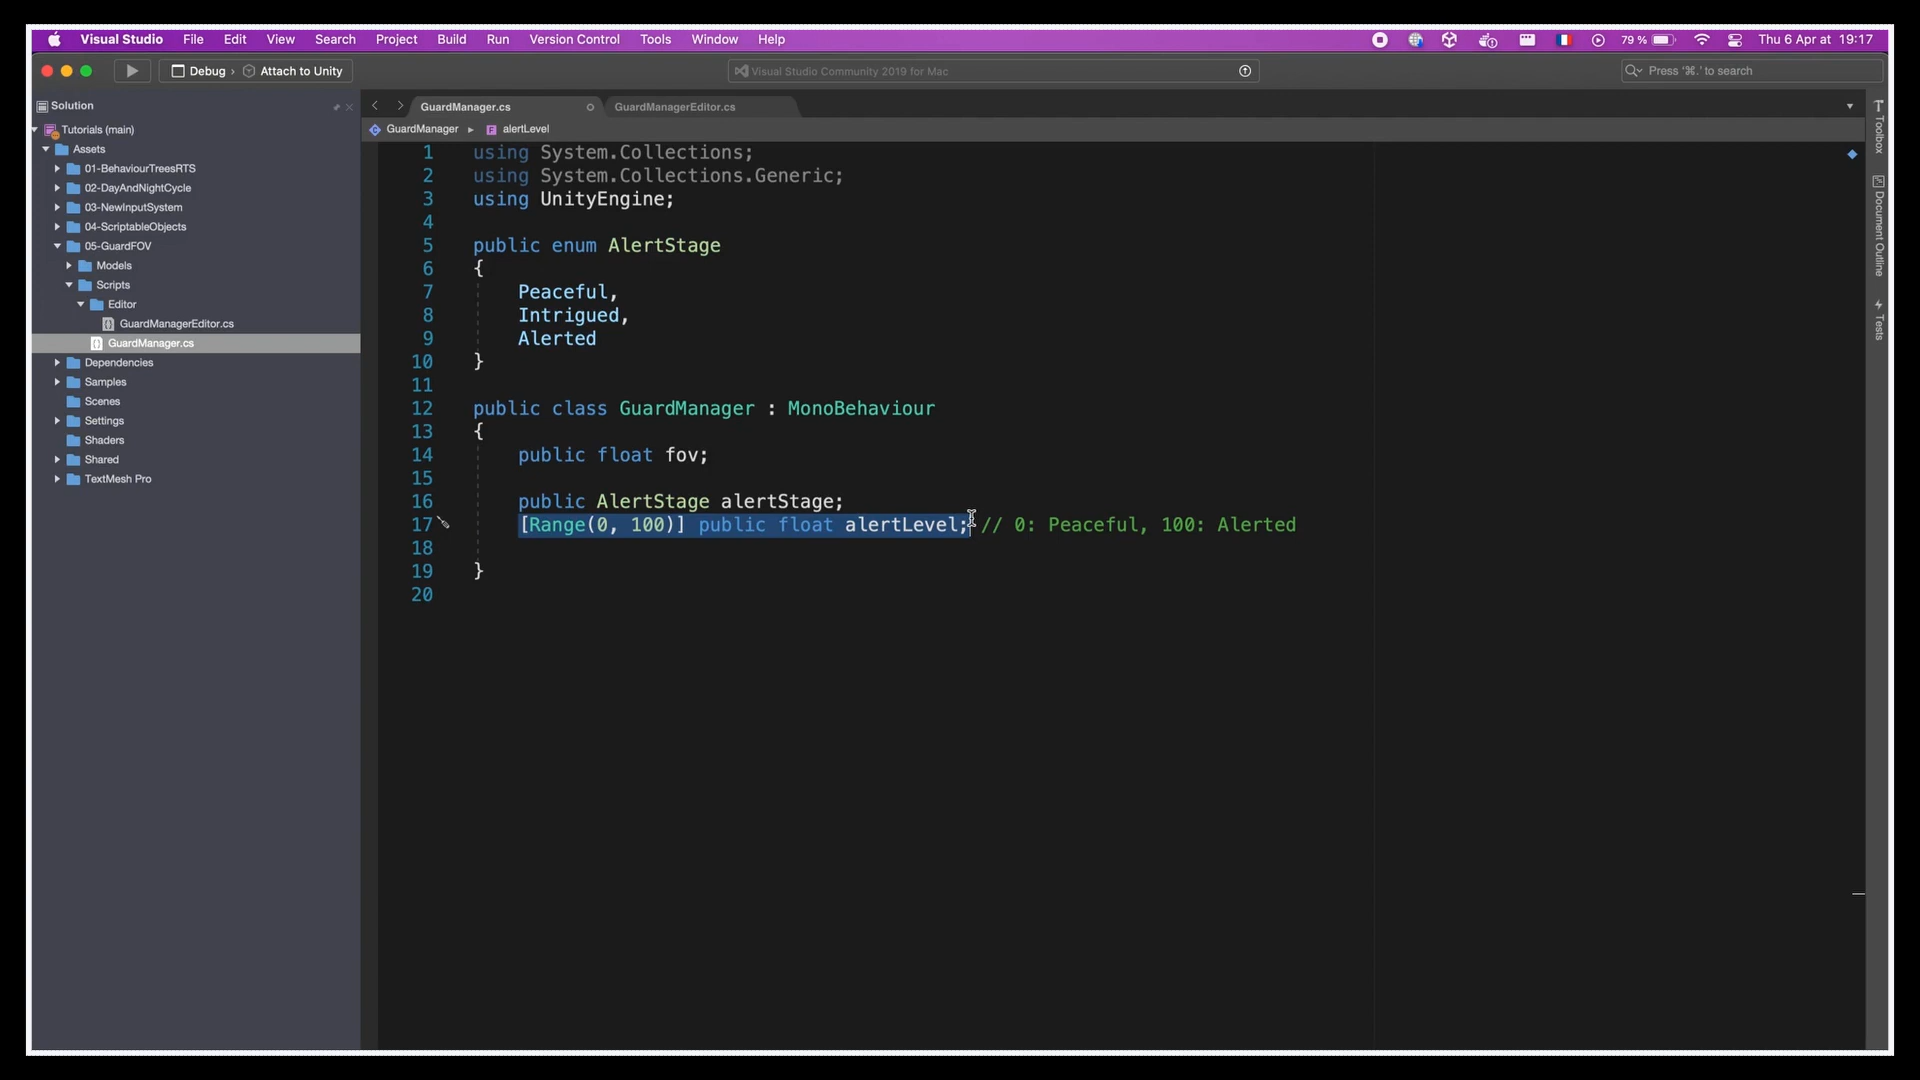 Visual Studio File Edit View Search Project Build Run Version Control Tools Window Help 79 % Thu 6 Apr at 19:17
Debug › Attach to Unity Visual Studio Community 2019 for Mac Press '⌘.' to search
Solution
GuardManager.cs GuardManagerEditor.cs
GuardManager ▸ alertLevel
Tutorials (main)
Assets
01-BehaviourTreesRTS
02-DayAndNightCycle
03-NewInputSystem
04-ScriptableObjects
05-GuardFOV
Models
Scripts
Editor
GuardManagerEditor.cs
GuardManager.cs
Dependencies
Samples
Scenes
Settings
Shaders
Shared
TextMesh Pro
1 using System.Collections;
2 using System.Collections.Generic;
3 using UnityEngine;
4
5 public enum AlertStage
6 {
7 Peaceful,
8 Intrigued,
9 Alerted
10 }
11
12 public class GuardManager : MonoBehaviour
13 {
14 public float fov;
15
16 public AlertStage alertStage;
17 [Range(0, 100)] public float alertLevel; // 0: Peaceful, 100: Alerted
18
19 }
20
Toolbox
Document Outline
Tests